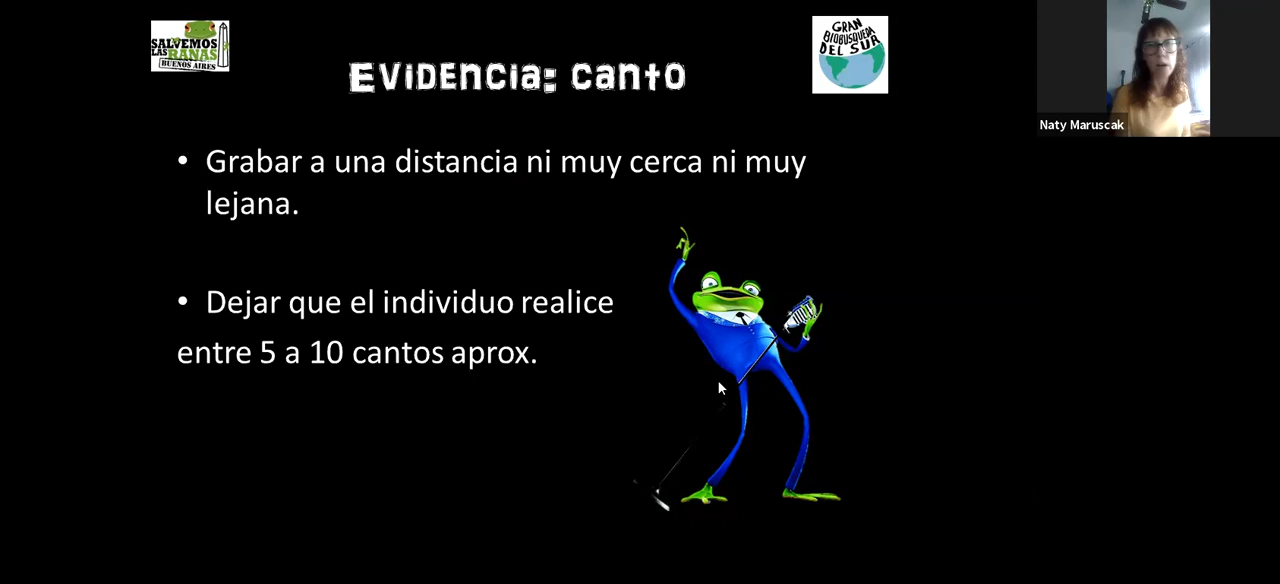 SALVEMOS
LAS RANAS
BUENOS AIRES
GRAN
BIOBUSQUEDA
DEL SUR
Evidencia: canto
Naty Maruscak
• Grabar a una distancia ni muy cerca ni muy
lejana.
• Dejar que el individuo realice
entre 5 a 10 cantos aprox.